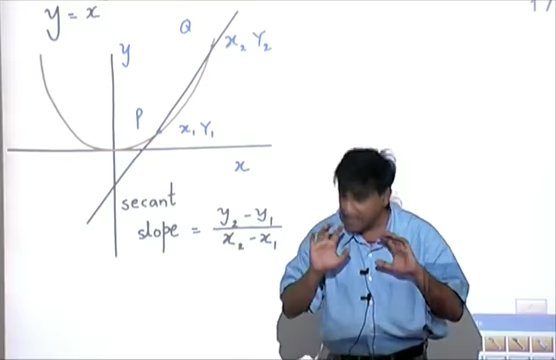 y = x
Q
y
x₂ Y₂
P
x₁ Y₁
x
secant
slope = y₂ - y₁ / x₂ - x₁